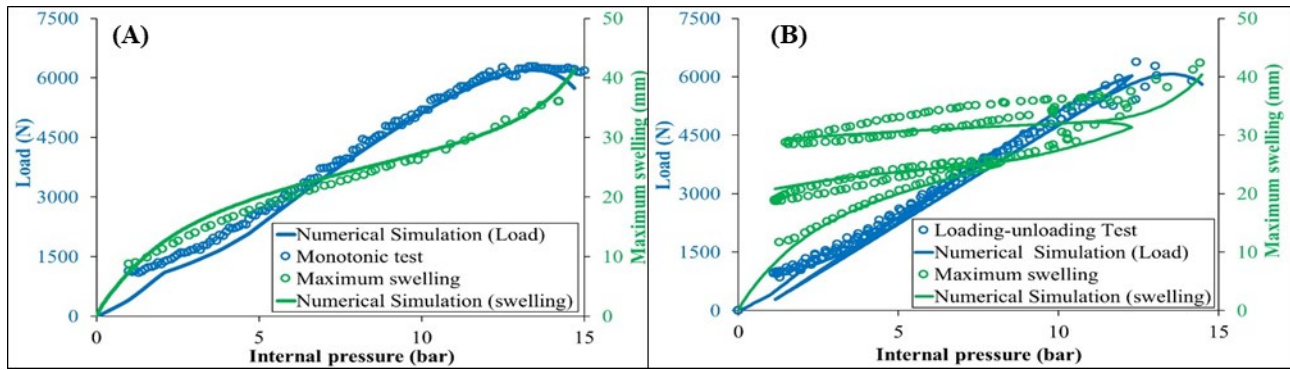 (A)
7500
6000
4500
3000
1500
0
Load (N)
50
40
30
20
10
0
Maximum swelling (mm)
Numerical Simulation (Load)
Monotonic test
Maximum swelling
Numerical Simulation (swelling)
0 5 10 15
Internal pressure (bar)
(B)
7500
6000
4500
3000
1500
0
Load (N)
50
40
30
20
10
0
Maximum swelling (mm)
Loading-unloading Test
Numerical Simulation (Load)
Maximum swelling
Numerical Simulation (swelling)
0 5 10 15
Internal pressure (bar)